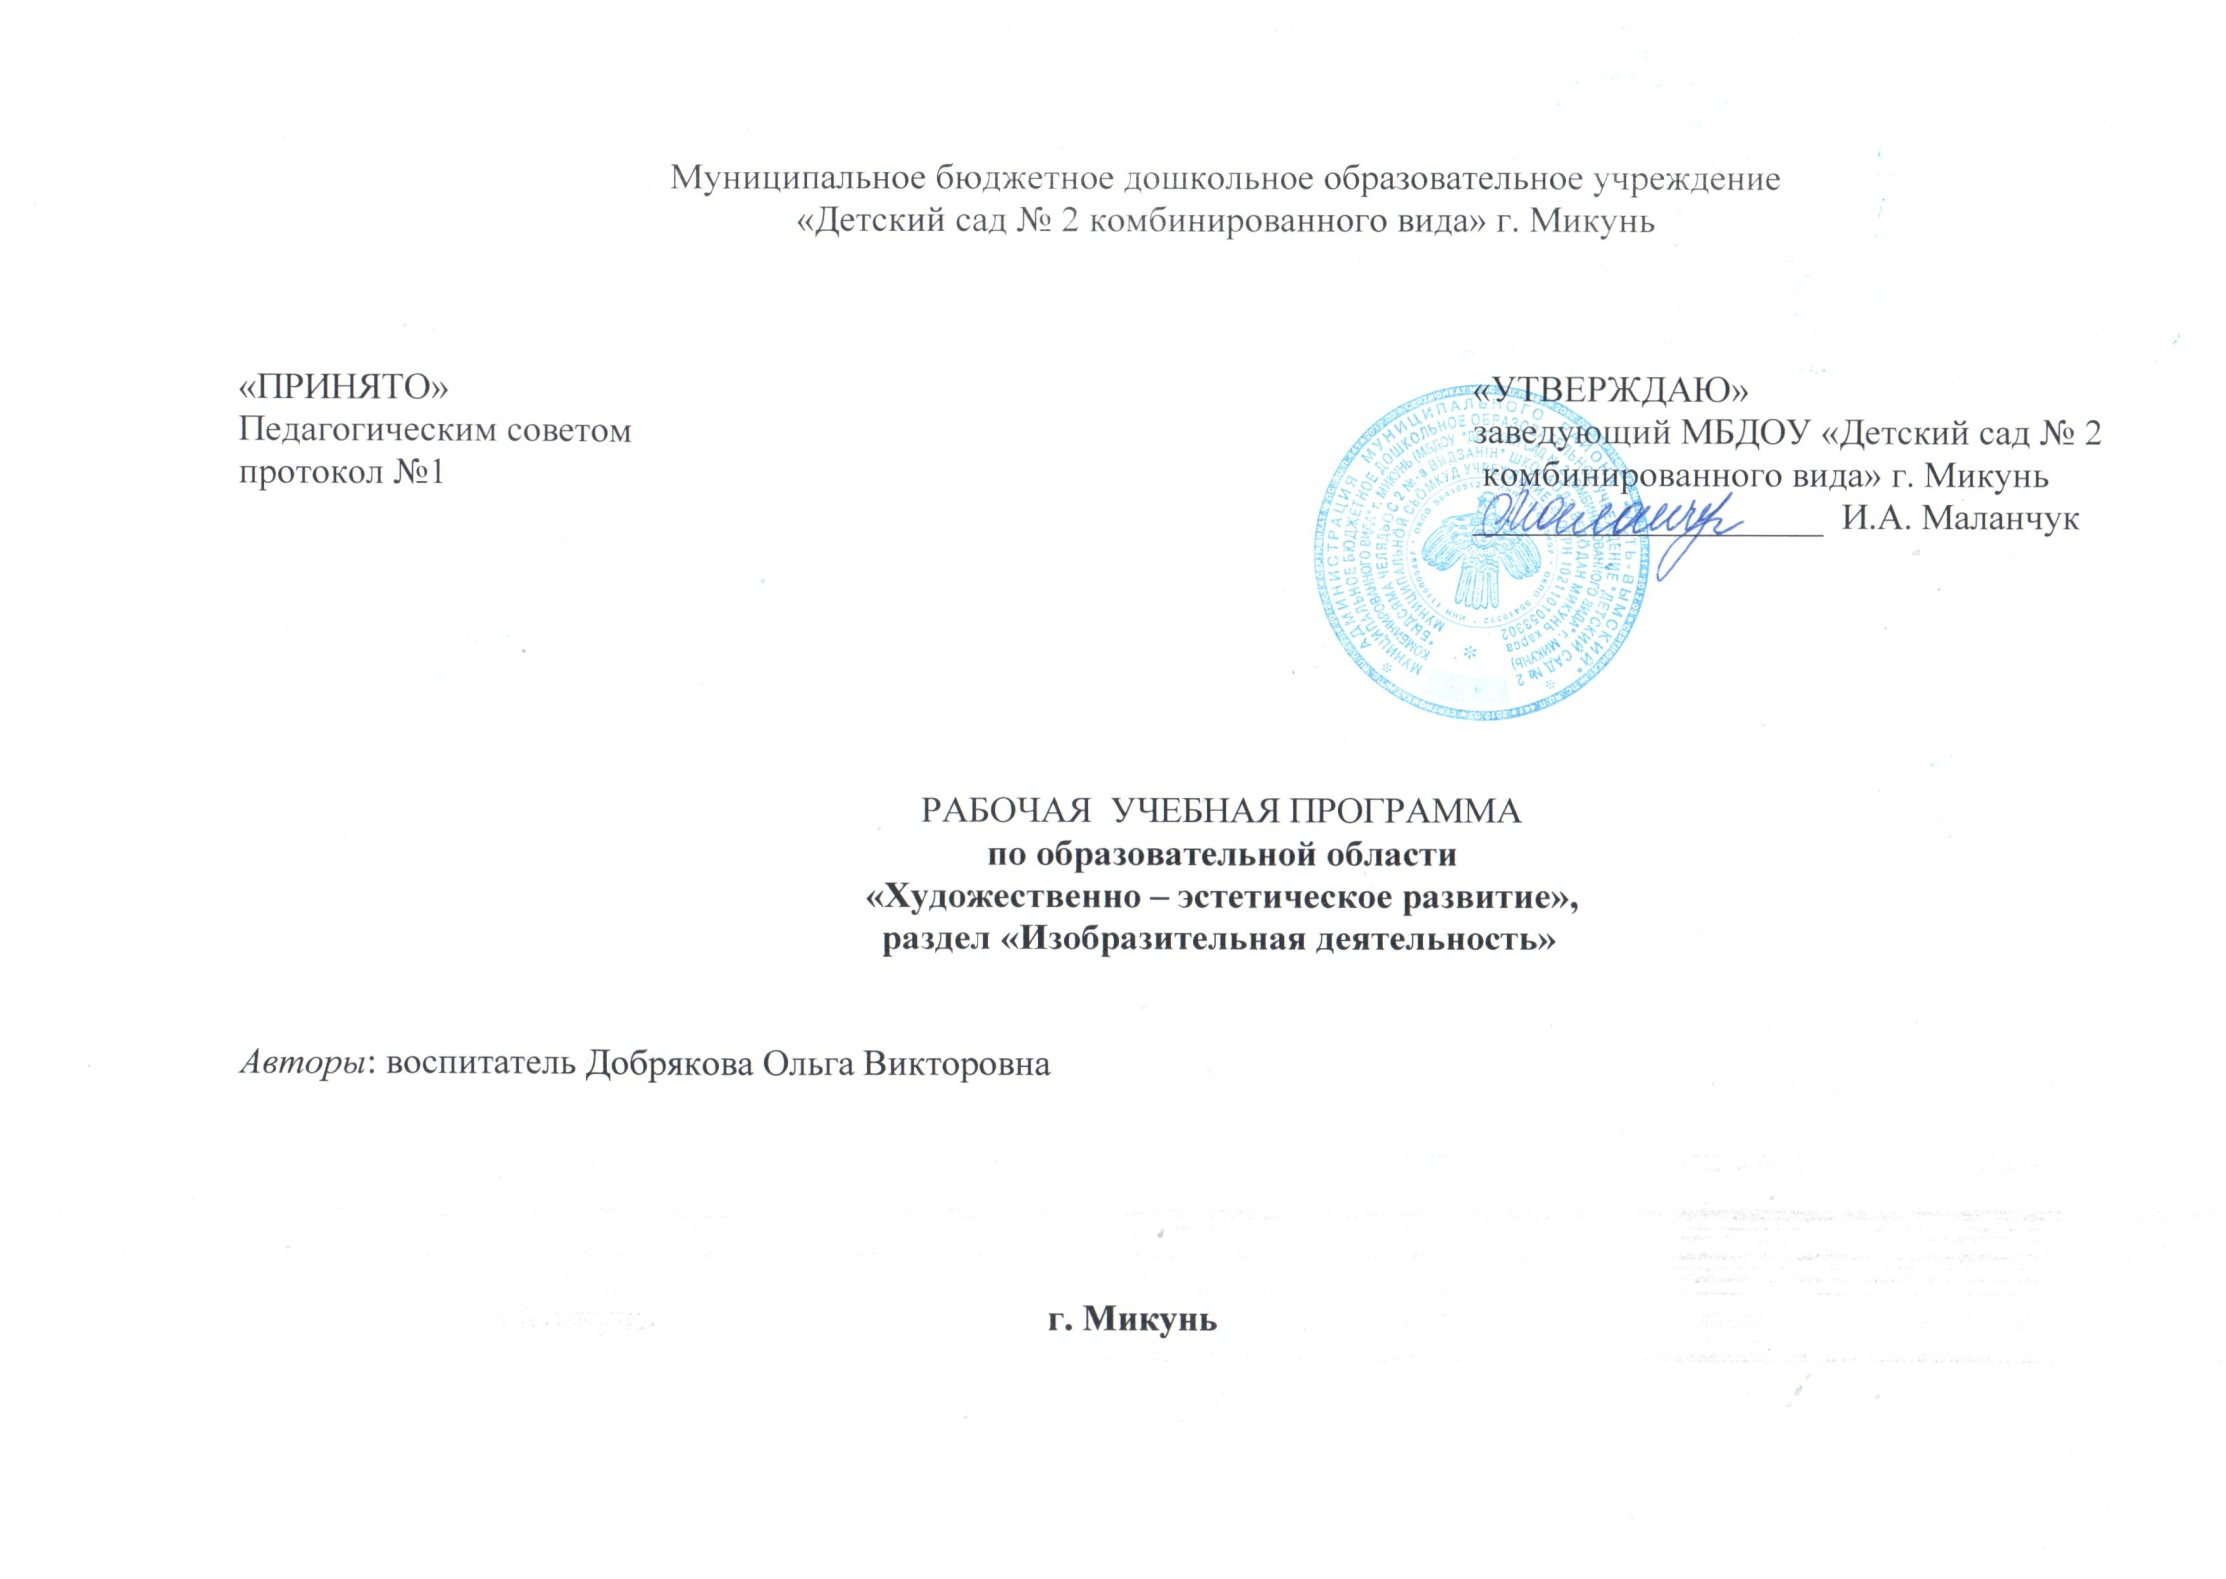 Муниципальное бюджетное дошкольное образовательное учреждение
«Детский сад № 2 комбинированного вида» г. Микунь
«ПРИНЯТО»
Педагогическим советом
протокол №1
«УТВЕРЖДАЮ»
заведующий МБДОУ «Детский сад № 2
комбинированного вида» г. Микунь
И.А. Маланчук
АДМИНИСТРАЦИЯ МУНИЦИПАЛЬНОГО
РАБОЧАЯ УЧЕБНАЯ ПРОГРАММА
по образовательной области
«Художественно – эстетическое развитие»,
раздел «Изобразительная деятельность»
Авторы: воспитатель Добрякова Ольга Викторовна
г. Микунь